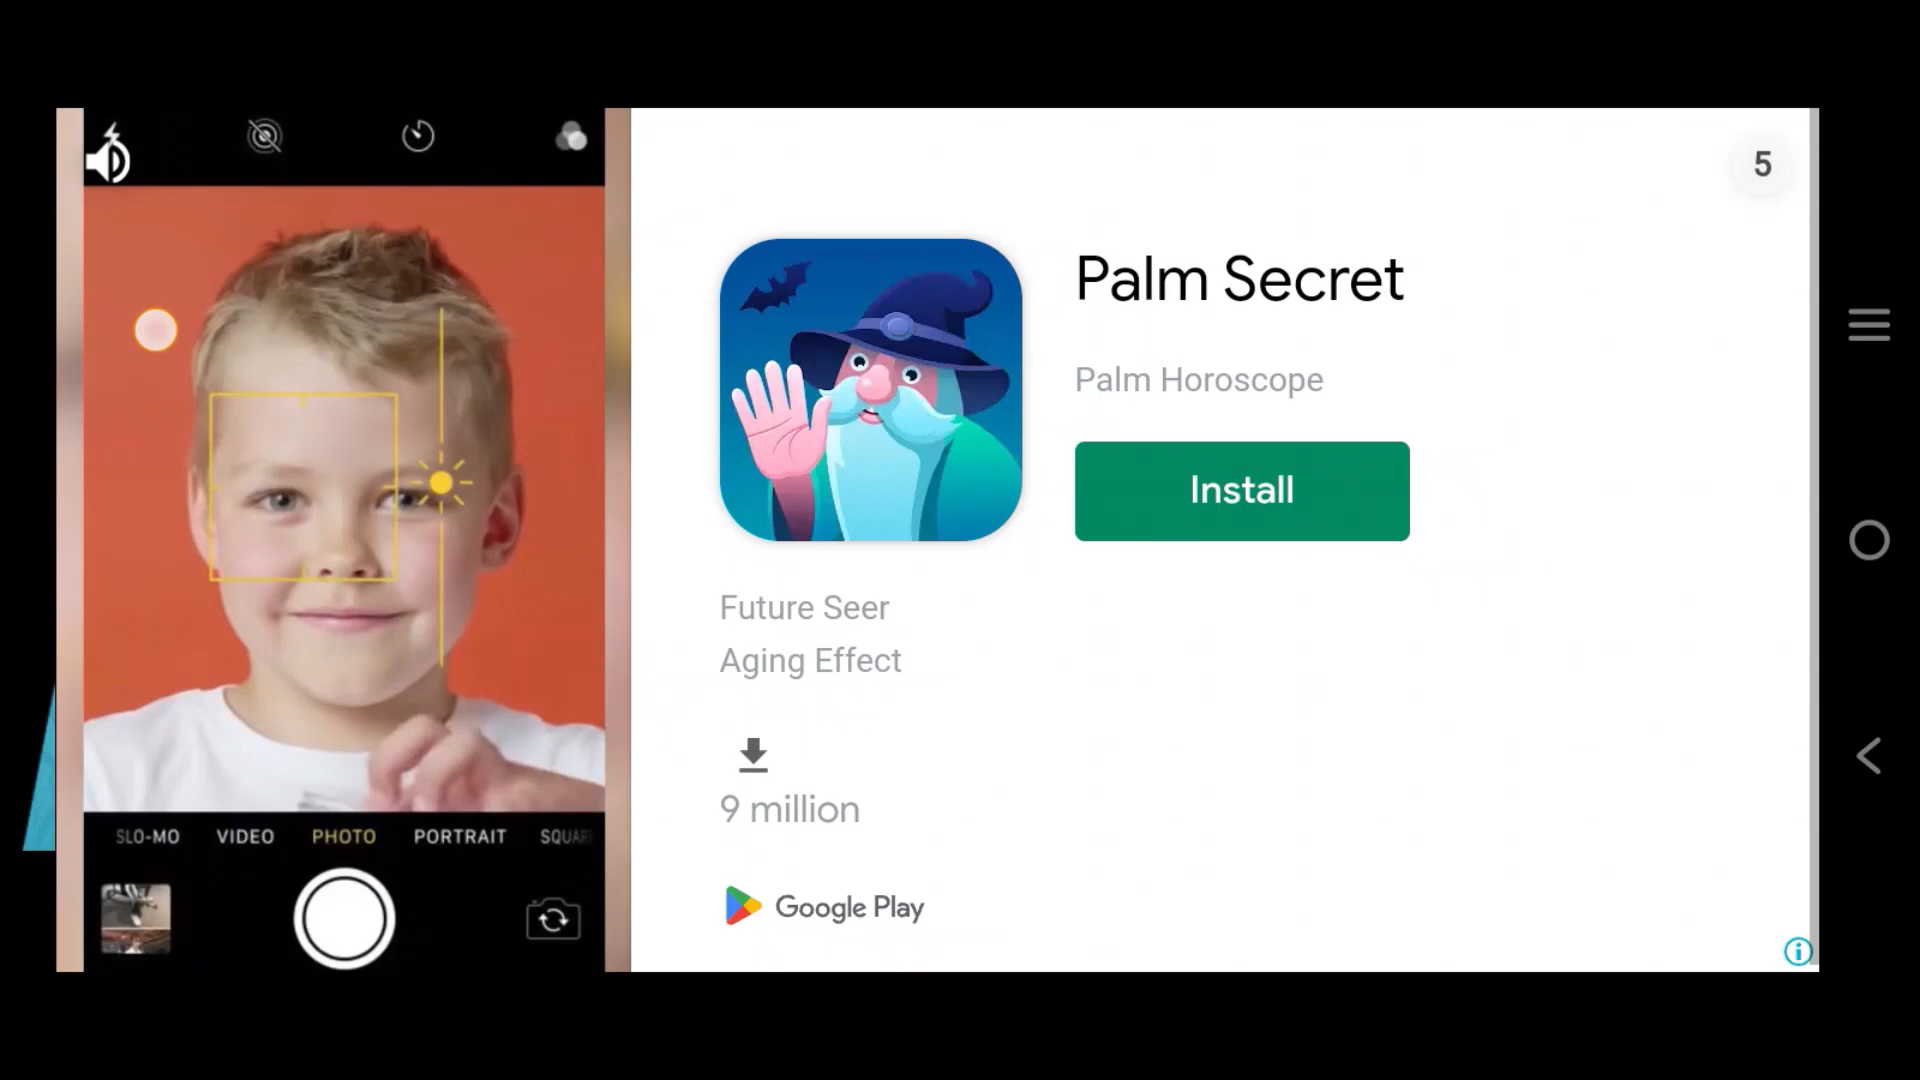 5
Palm Secret
Palm Horoscope
Install
Future Seer
Aging Effect
9 million
Google Play
SLO-MO VIDEO PHOTO PORTRAIT SQUAR